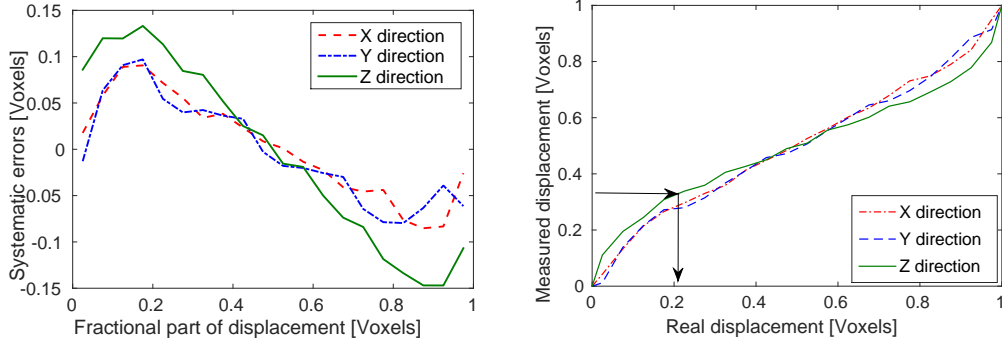 0.15
0.1
0.05
0
-0.05
-0.1
-0.15
0
0.2
0.4
0.6
0.8
1
Systematic errors [Voxels]
Fractional part of displacement [Voxels]
X direction
Y direction
Z direction
1
0.8
0.6
0.4
0.2
0
0
0.2
0.4
0.6
0.8
1
Measured displacement [Voxels]
Real displacement [Voxels]
X direction
Y direction
Z direction